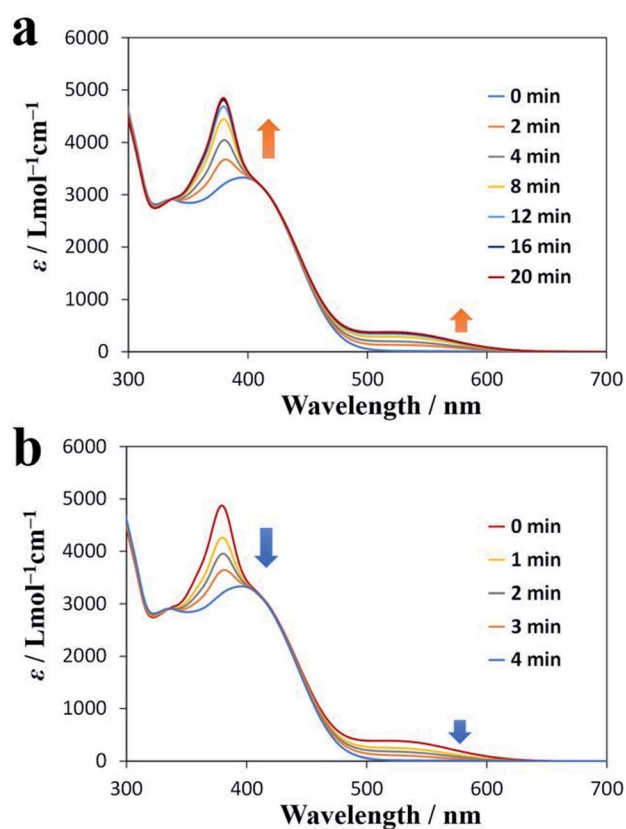 a
6000
5000
4000
3000
2000
1000
0
ε / Lmol⁻¹cm⁻¹
0 min
2 min
4 min
8 min
12 min
16 min
20 min
300 400 500 600 700
Wavelength / nm
b
6000
5000
4000
3000
2000
1000
0
ε / Lmol⁻¹cm⁻¹
0 min
1 min
2 min
3 min
4 min
300 400 500 600 700
Wavelength / nm